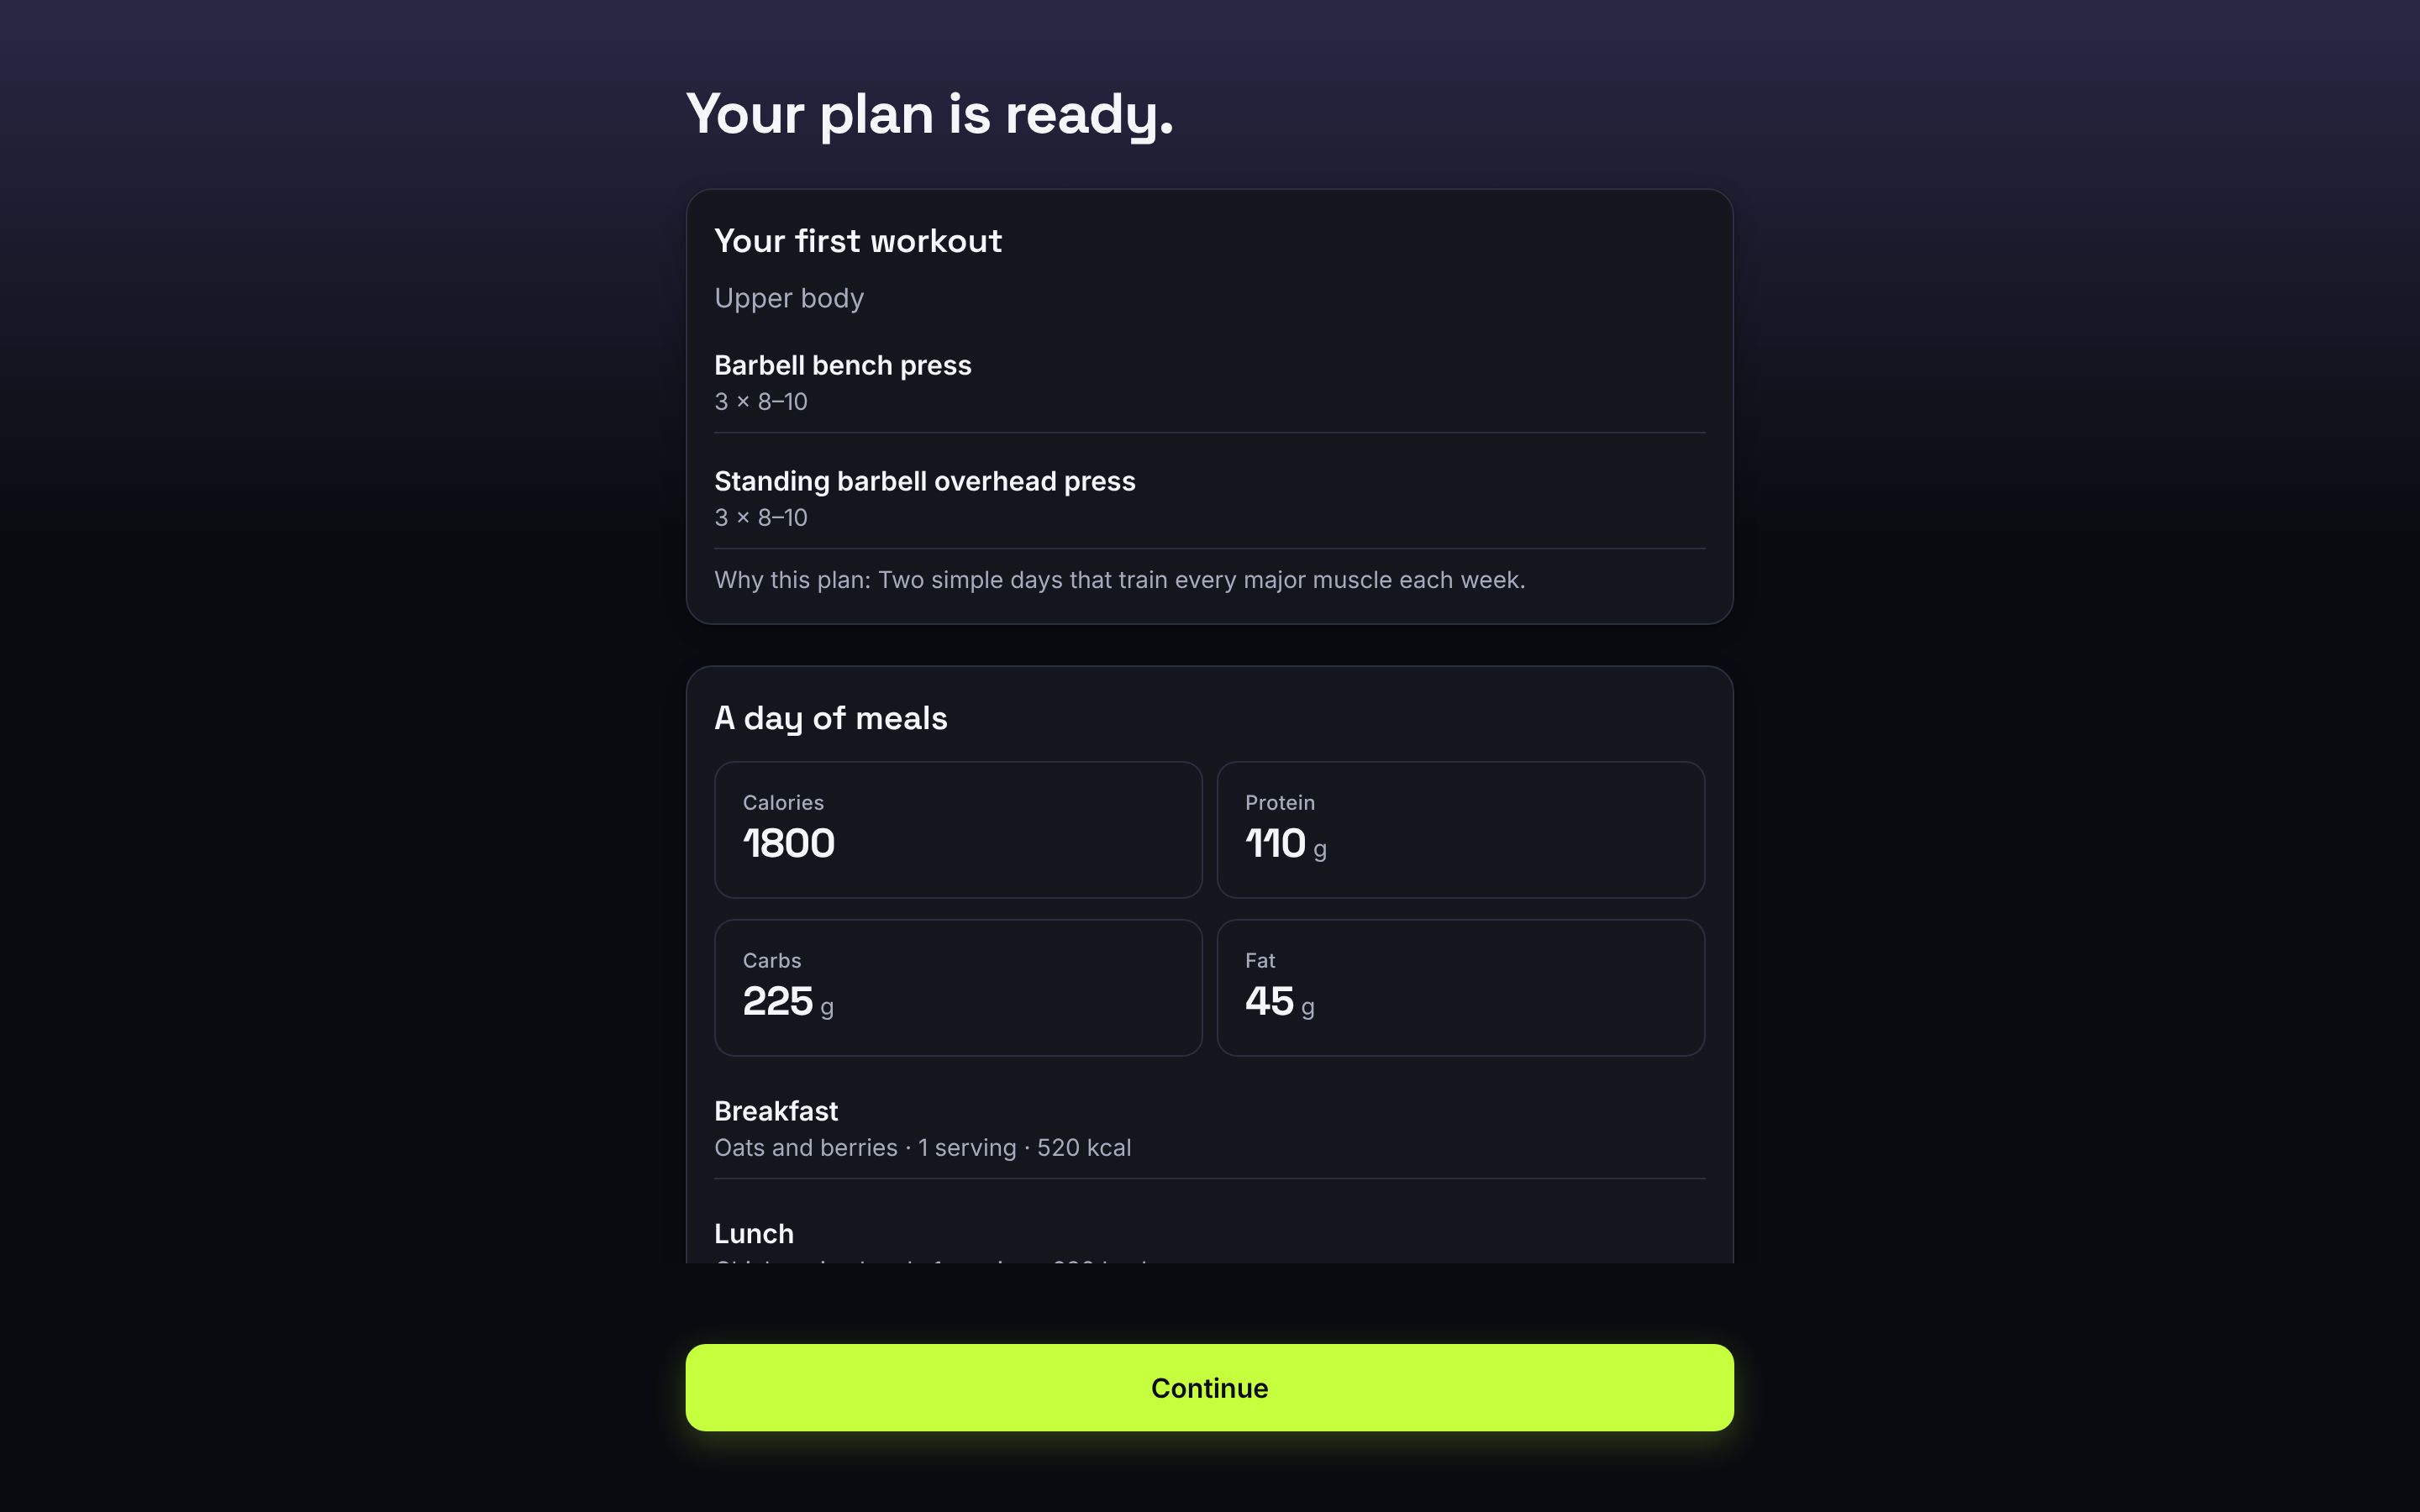 Your plan is ready.
Your first workout
Upper body
Barbell bench press
3 × 8–10
Standing barbell overhead press
3 × 8–10
Why this plan: Two simple days that train every major muscle each week.
A day of meals
Calories
1800
Protein
110 g
Carbs
225 g
Fat
45 g
Breakfast
Oats and berries · 1 serving · 520 kcal
Lunch
Continue